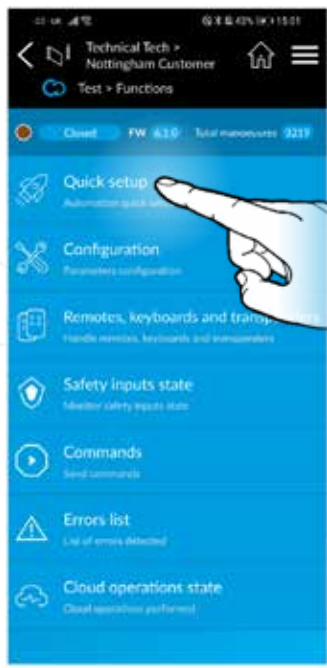 Technical Tech >
Nottingham Customer
Test > Functions
Closed FW 6.1.0 Total manoeuvres 3219
Quick setup
Automation quick
Configuration
Parameters configuration
Remotes, keyboards and
Handle remotes, keyboards and transponders
Safety inputs state
Monitor safety inputs state
Commands
Send commands
Errors list
List of errors detected
Cloud operations state
Cloud operations performed